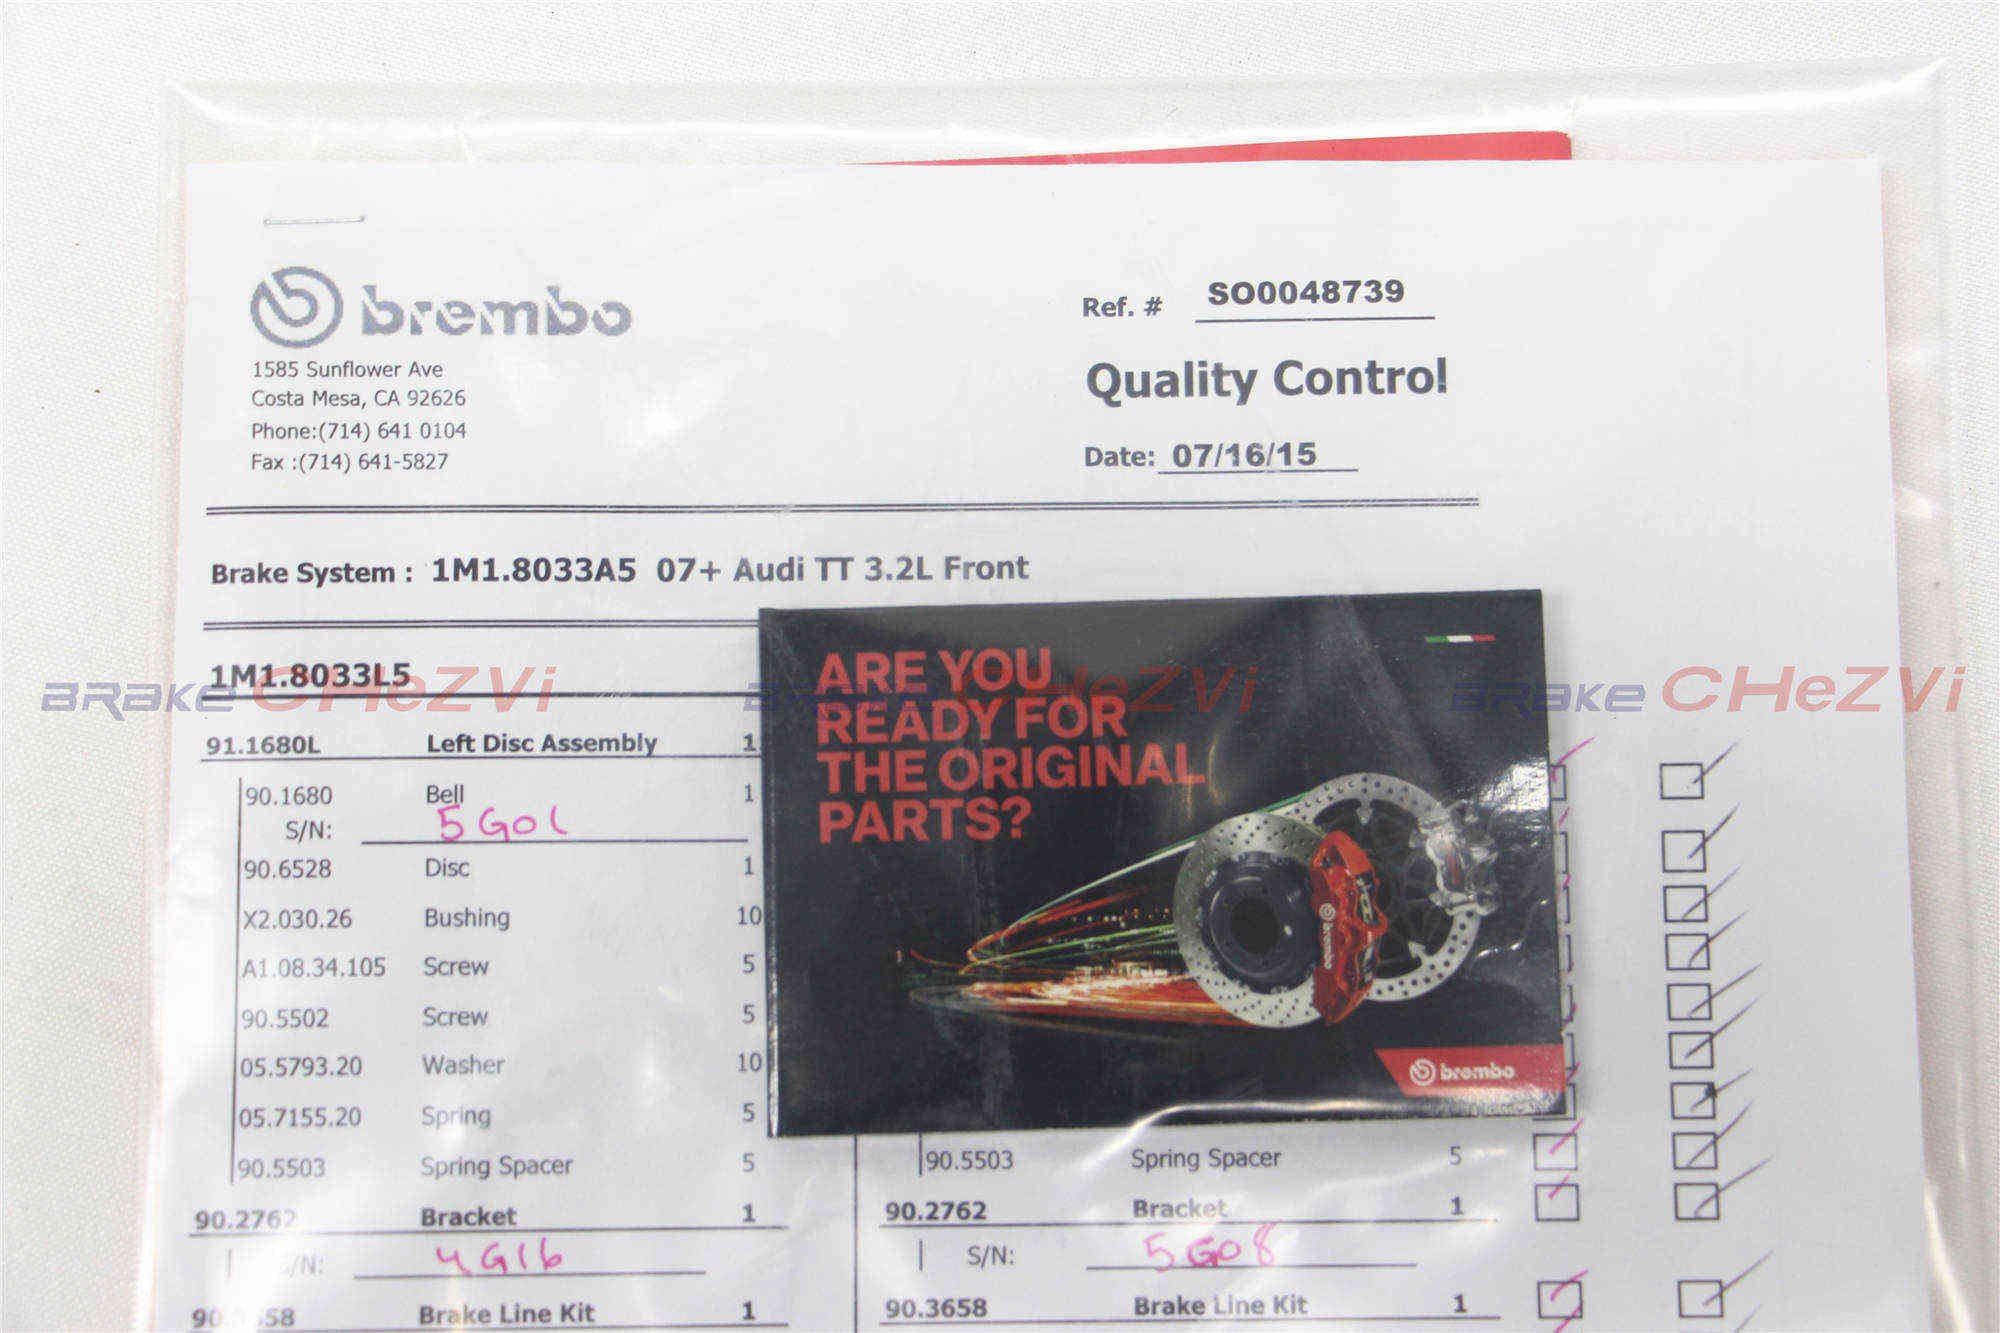 brembo
1585 Sunflower Ave
Costa Mesa, CA 92626
Phone:(714) 641 0104
Fax :(714) 641-5827
Ref. # SO0048739
Quality Control
Date: 07/16/15
Brake System : 1M1.8033A5 07+ Audi TT 3.2L Front
1M1.8033L5
BRAKE CHeZVi BRAKE CHeZVi BRAKE CHeZVi
91.1680L Left Disc Assembly 1
90.1680 Bell 1
S/N: 5G01
90.6528 Disc 1
X2.030.26 Bushing 10
A1.08.34.105 Screw 5
90.5502 Screw 5
05.5793.20 Washer 10
05.7155.20 Spring 5
90.5503 Spring Spacer 5
90.2762 Bracket 1
S/N: 4G16
Brake Line Kit 1
ARE YOU
READY FOR
THE ORIGINAL
PARTS?
brembo
brembo
90.5503 Spring Spacer 5
90.2762 Bracket 1
S/N: 5G08
90.3658 Brake Line Kit 1